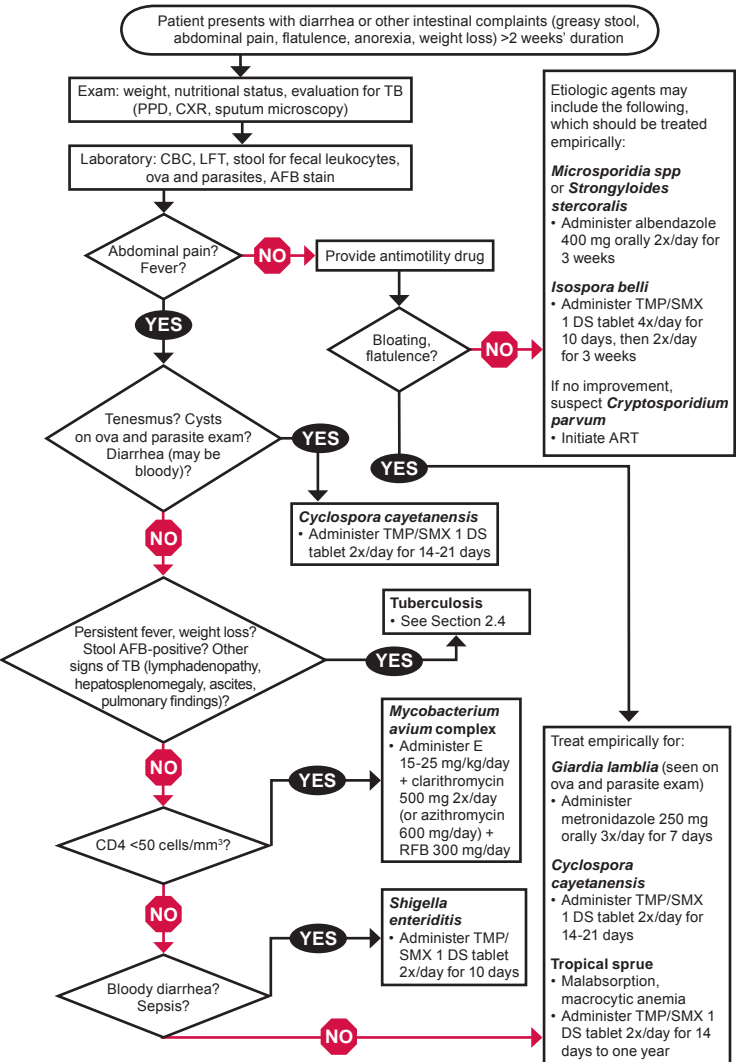 Patient presents with diarrhea or other intestinal complaints (greasy stool,
abdominal pain, flatulence, anorexia, weight loss) >2 weeks' duration
Exam: weight, nutritional status, evaluation for TB
(PPD, CXR, sputum microscopy)
Laboratory: CBC, LFT, stool for fecal leukocytes,
ova and parasites, AFB stain
Abdominal pain?
Fever?
NO
Provide antimotility drug
YES
Bloating,
flatulence?
NO
Etiologic agents may
include the following,
which should be treated
empirically:
Microsporidia spp
or Strongyloides
stercoralis
• Administer albendazole
400 mg orally 2x/day for
3 weeks
Isospora belli
• Administer TMP/SMX
1 DS tablet 4x/day for
10 days, then 2x/day
for 3 weeks
If no improvement,
suspect Cryptosporidium
parvum
• Initiate ART
YES
Tenesmus? Cysts
on ova and parasite exam?
Diarrhea (may be
bloody)?
YES
Cyclospora cayetanensis
• Administer TMP/SMX 1 DS
tablet 2x/day for 14-21 days
NO
Persistent fever, weight loss?
Stool AFB-positive? Other
signs of TB (lymphadenopathy,
hepatosplenomegaly, ascites,
pulmonary findings)?
YES
Tuberculosis
• See Section 2.4
NO
CD4 <50 cells/mm³?
YES
Mycobacterium
avium complex
• Administer E
15-25 mg/kg/day
+ clarithromycin
500 mg 2x/day
(or azithromycin
600 mg/day) +
RFB 300 mg/day
NO
Bloody diarrhea?
Sepsis?
YES
Shigella
enteriditis
• Administer TMP/
SMX 1 DS tablet
2x/day for 10 days
NO
Treat empirically for:
Giardia lamblia (seen on
ova and parasite exam)
• Administer
metronidazole 250 mg
orally 3x/day for 7 days
Cyclospora
cayetanensis
• Administer TMP/SMX
1 DS tablet 2x/day for
14-21 days
Tropical sprue
• Malabsorption,
macrocytic anemia
• Administer TMP/SMX 1
DS tablet 2x/day for 14
days to one year